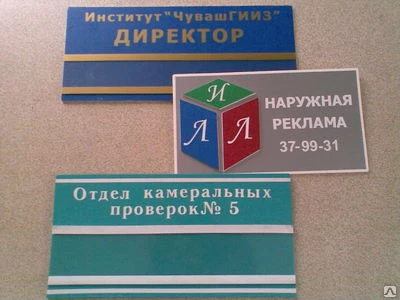 Институт "ЧувашГИИЗ"
ДИРЕКТОР
И
Л Л
НАРУЖНАЯ
РЕКЛАМА
37-99-31
Отдел камеральных
проверок № 5